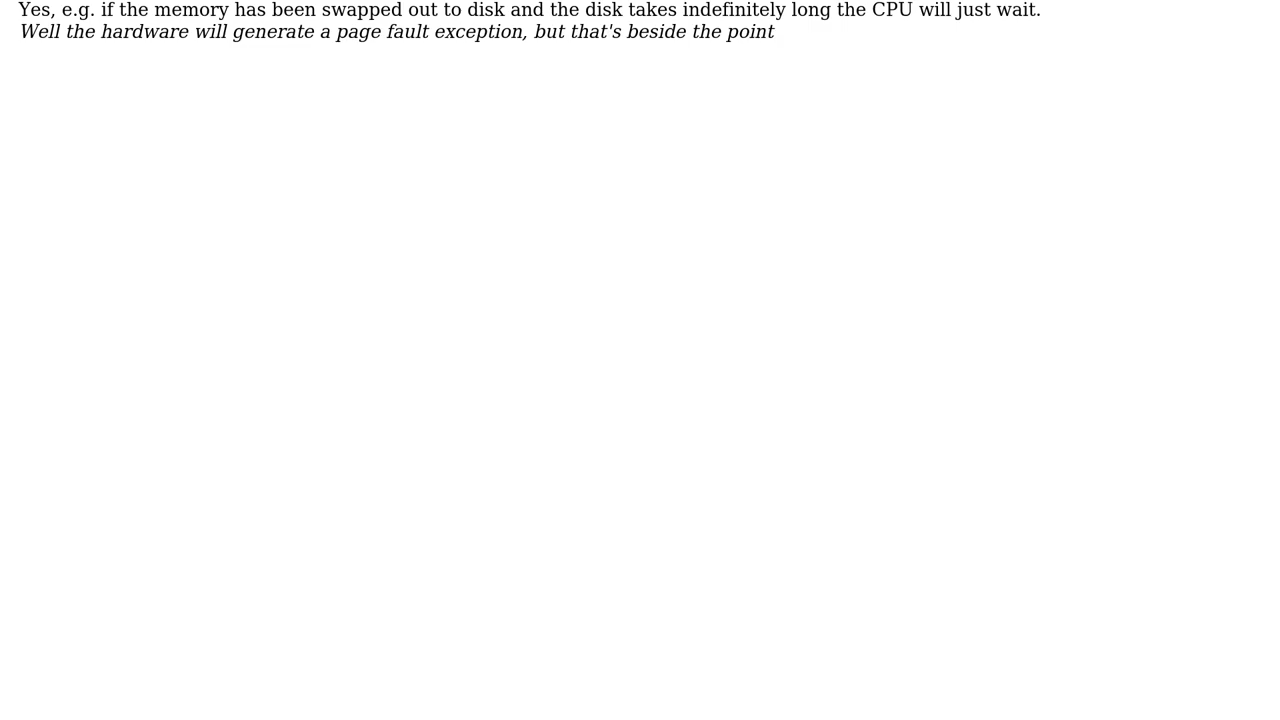 Yes, e.g. if the memory has been swapped out to disk and the disk takes indefinitely long the CPU will just wait.
Well the hardware will generate a page fault exception, but that's beside the point